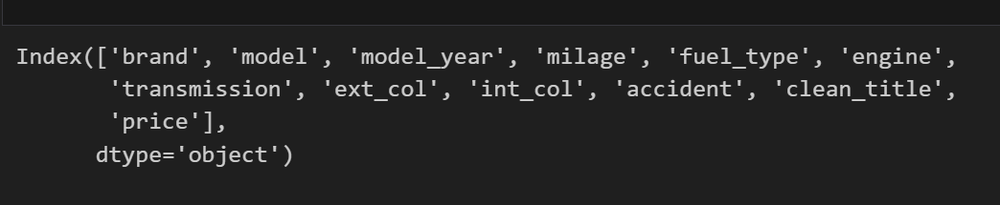 Index(['brand', 'model', 'model_year', 'milage', 'fuel_type', 'engine',
       'transmission', 'ext_col', 'int_col', 'accident', 'clean_title',
       'price'],
      dtype='object')